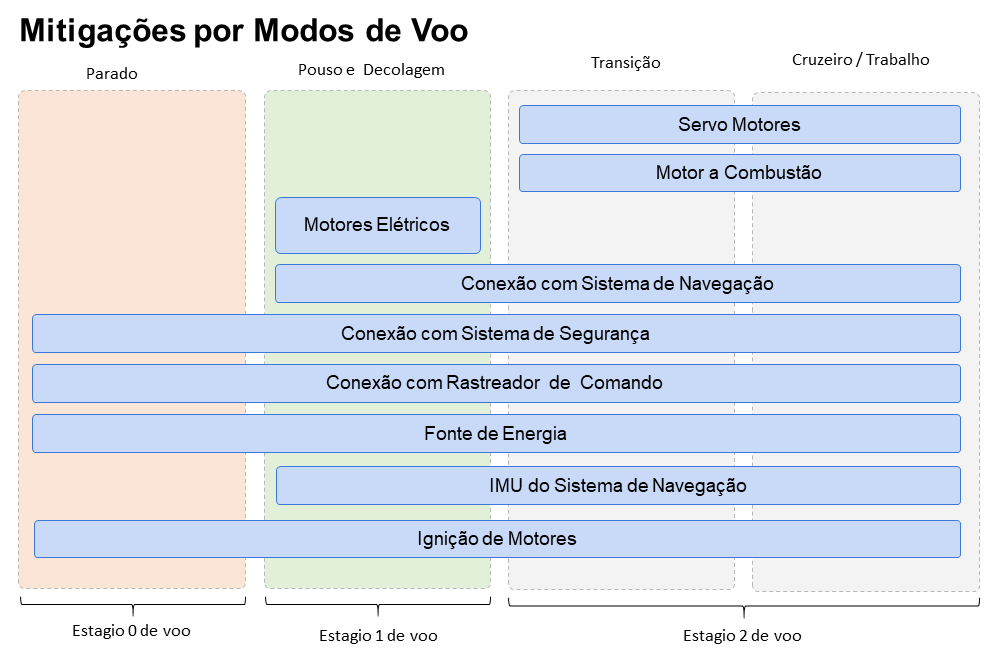 Mitigações por Modos de Voo
Parado
Pouso e Decolagem
Transição
Cruzeiro / Trabalho
Servo Motores
Motor a Combustão
Motores Elétricos
Conexão com Sistema de Navegação
Conexão com Sistema de Segurança
Conexão com Rastreador de Comando
Fonte de Energia
IMU do Sistema de Navegação
Ignição de Motores
Estagio 0 de voo
Estagio 1 de voo
Estagio 2 de voo